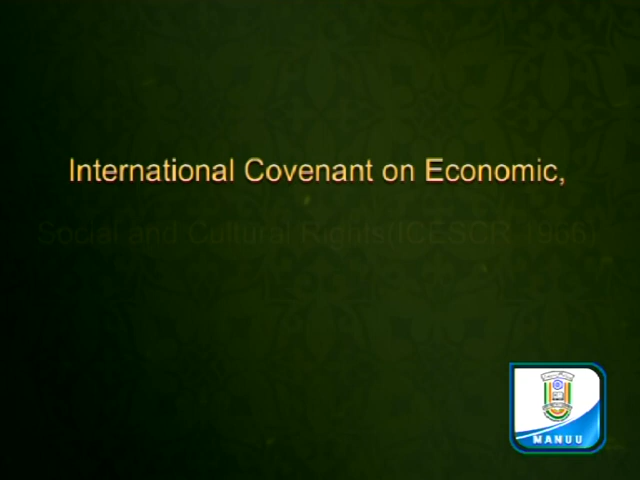 International Covenant on Economic,
Social and Cultural Rights(ICESCR 1966)
MANUU